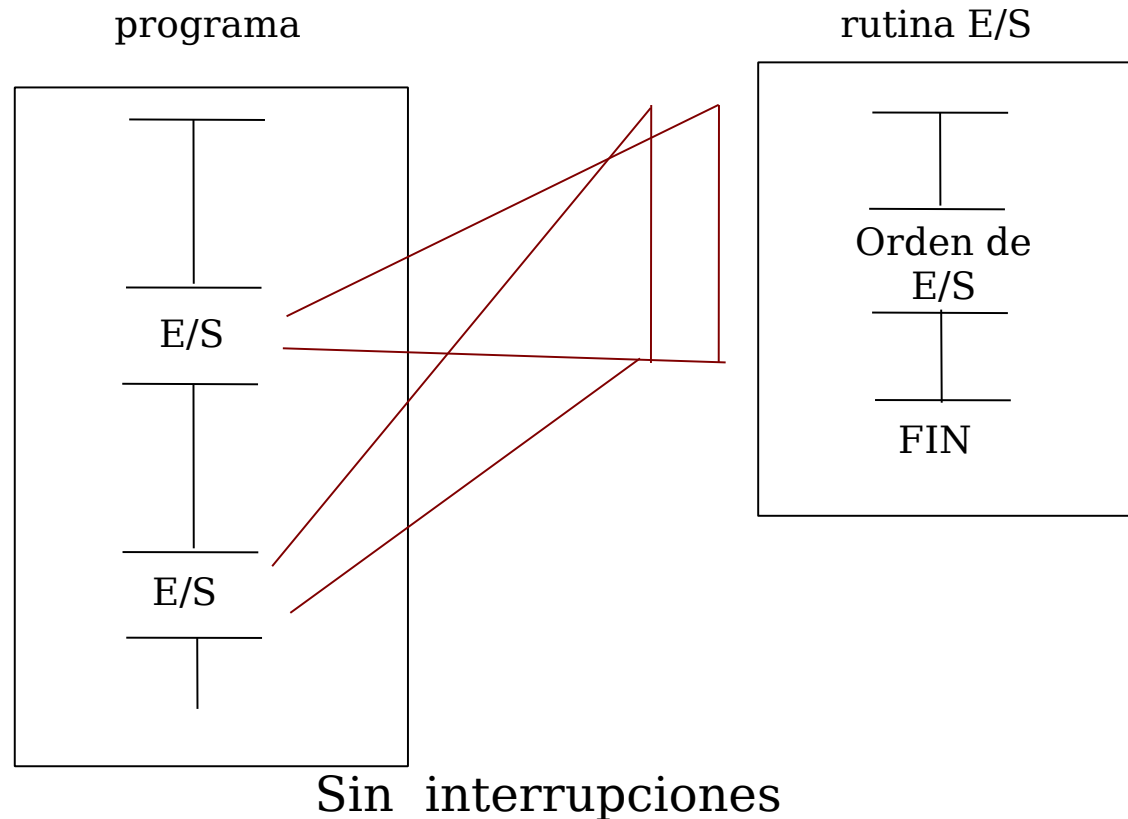 programa
rutina E/S
E/S
E/S
Orden de
E/S
FIN
Sin interrupciones